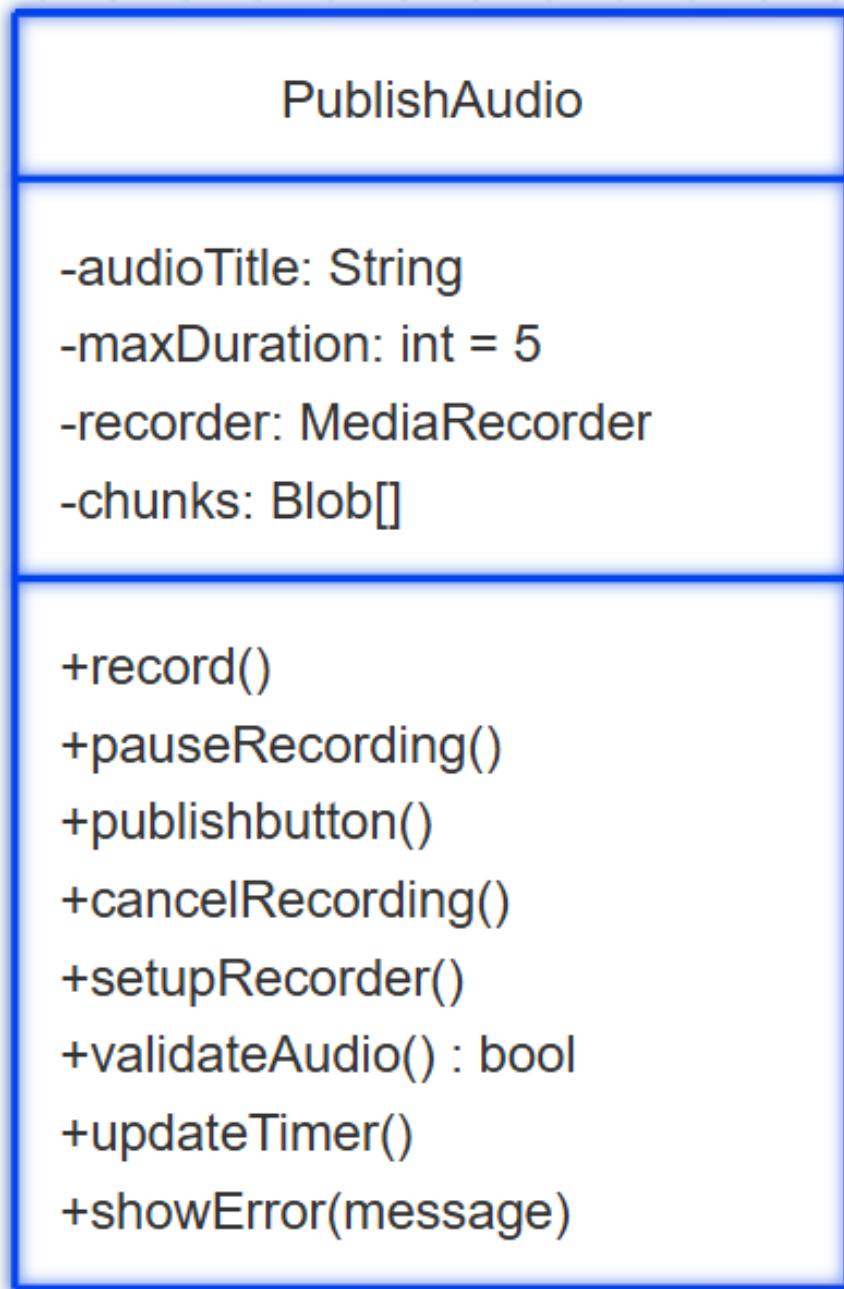 PublishAudio
-audioTitle: String
-maxDuration: int = 5
-recorder: MediaRecorder
-chunks: Blob[]
+record()
+pauseRecording()
+publishbutton()
+cancelRecording()
+setupRecorder()
+validateAudio() : bool
+updateTimer()
+showError(message)